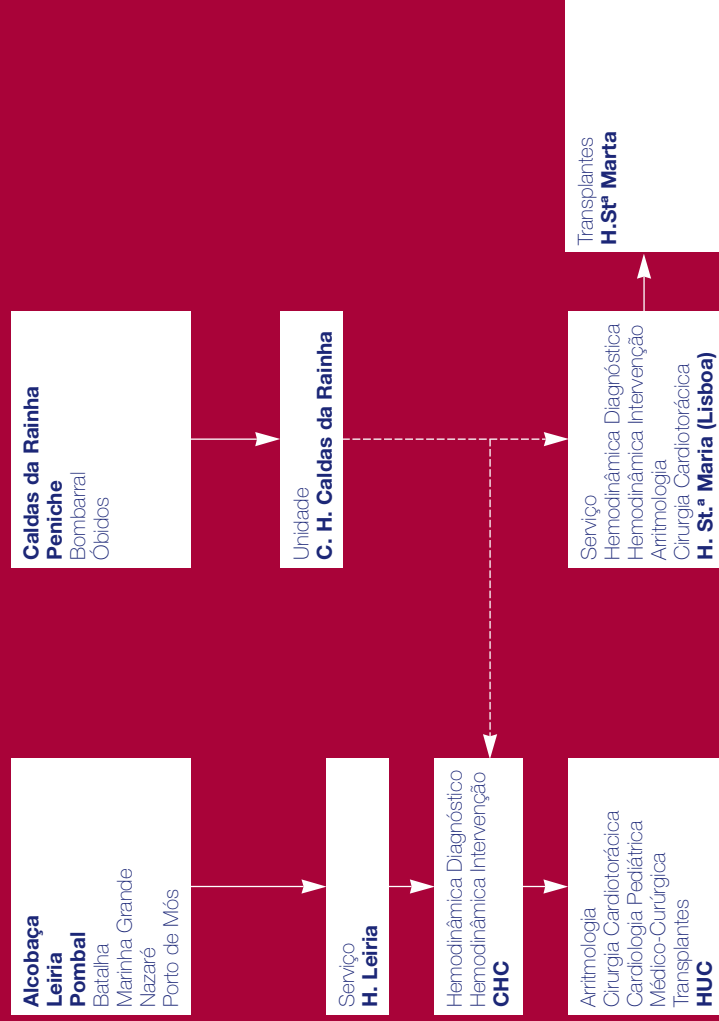 Alcobaça
Leiria
Pombal
Batalha
Marinha Grande
Nazaré
Porto de Mós
Caldas da Rainha
Peniche
Bombarral
Óbidos
Serviço
H. Leiria
Unidade
C. H. Caldas da Rainha
Hemodinâmica Diagnóstico
Hemodinâmica Intervenção
CHC
Arritmologia
Cirurgia Cardiotorácica
Cardiologia Pediátrica
Médico-Curúrgica
Transplantes
HUC
Serviço
Hemodinâmica Diagnóstica
Hemodinâmica Intervenção
Arritmologia
Cirurgia Cardiotorácica
H. St.ª Maria (Lisboa)
Transplantes
H.Stª Marta